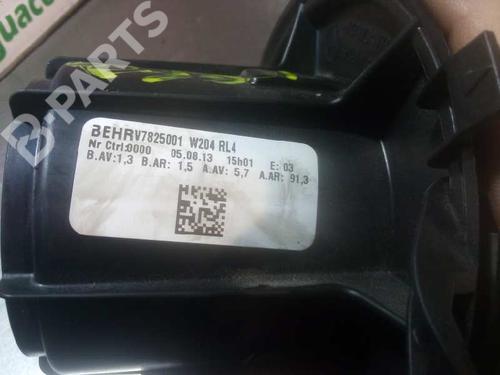 guaco
B-PARTS
BEHRV7825001 W204 RL4
Nr Ctrl:0000 05.08.13 15h01 E: 03
B.AV:1,3 B.AR: 1,5 A.AV: 5,7 A.AR: 91,3